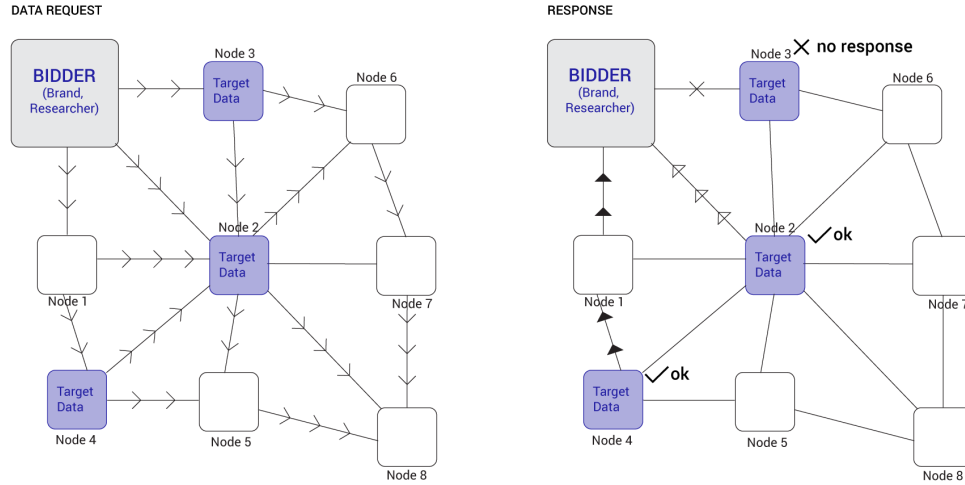 DATA REQUEST
BIDDER
(Brand,
Researcher)
Node 3
Target
Data
Node 6
Node 2
Target
Data
Node 1
Node 7
Target
Data
Node 4
Node 5
Node 8
RESPONSE
BIDDER
(Brand,
Researcher)
Node 3
no response
Target
Data
Node 6
Node 2
ok
Target
Data
Node 1
Node 7
ok
Target
Data
Node 4
Node 5
Node 8